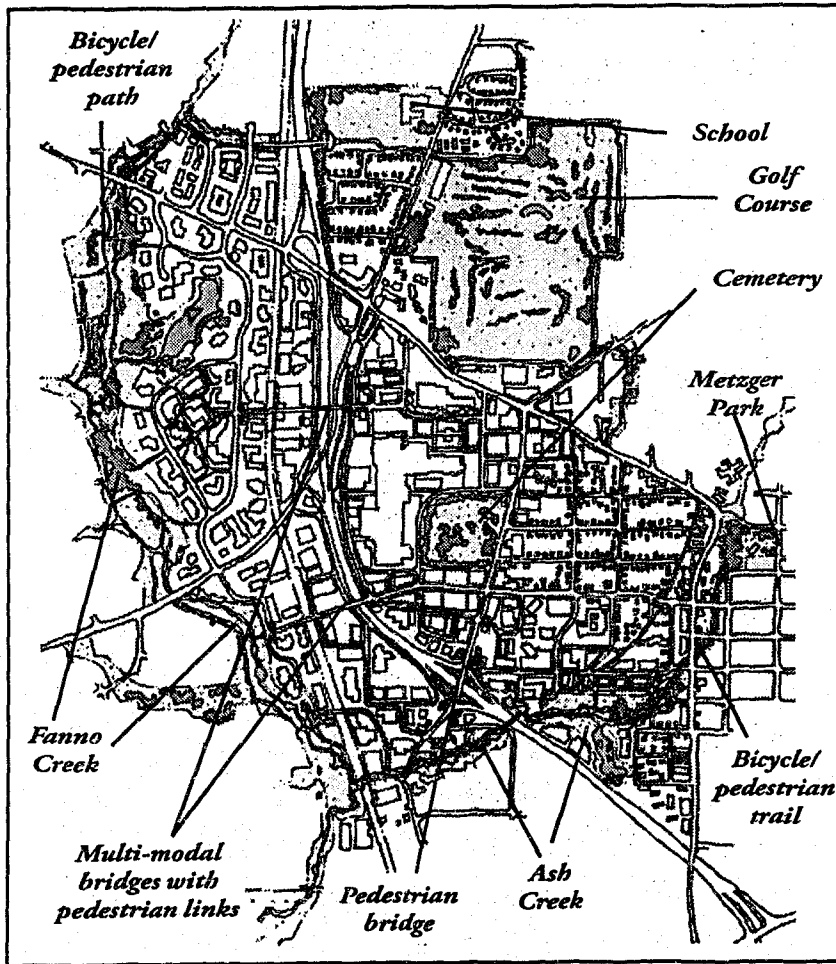 Bicycle/
pedestrian
path
School
Golf
Course
Cemetery
Metzger
Park
Fanno
Creek
Multi-modal
bridges with
pedestrian links
Pedestrian
bridge
Ash
Creek
Bicycle/
pedestrian
trail